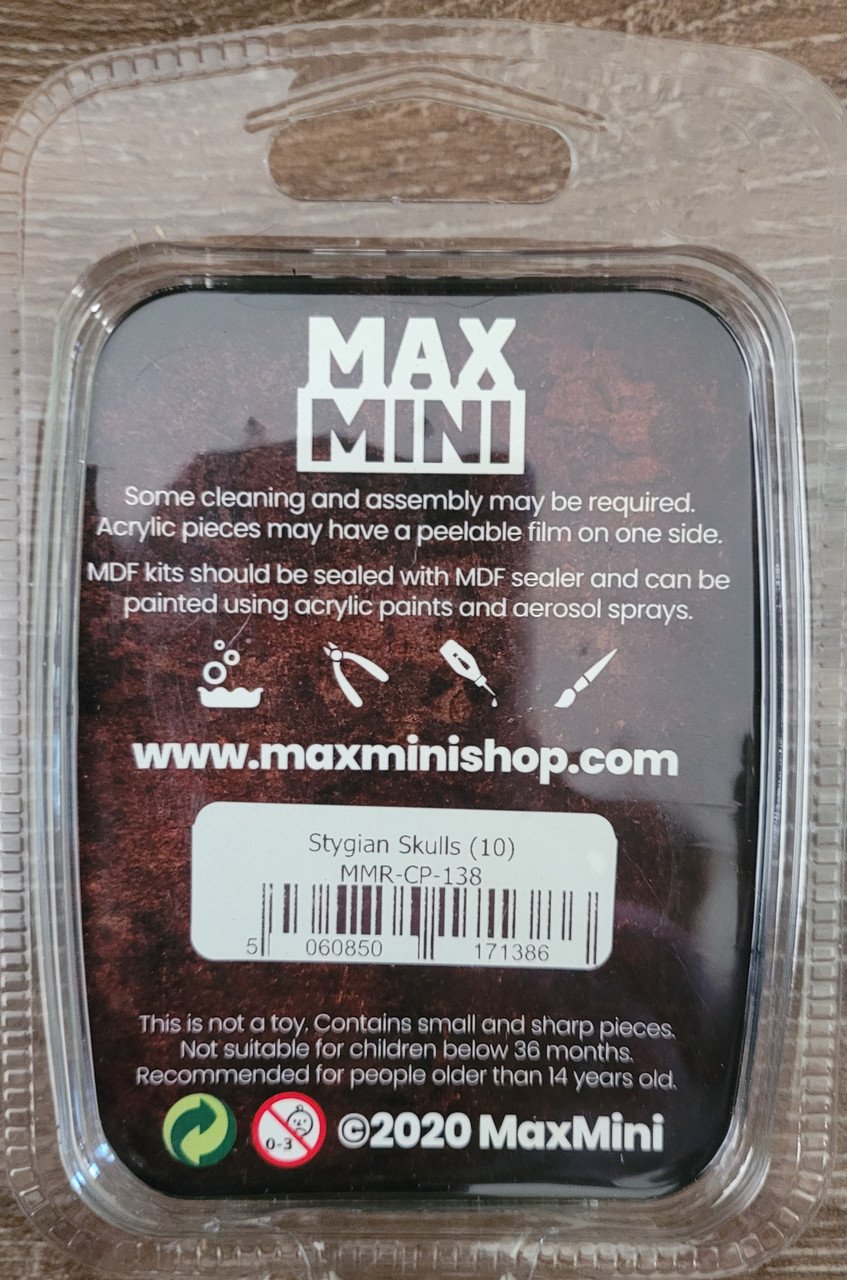 MAX
MINI
Some cleaning and assembly may be required.
Acrylic pieces may have a peelable film on one side.
MDF kits should be sealed with MDF sealer and can be
painted using acrylic paints and aerosol sprays.
www.maxminishop.com
Stygian Skulls (10)
MMR-CP-138
5 060850 171386
This is not a toy. Contains small and sharp pieces.
Not suitable for children below 36 months.
Recommended for people older than 14 years old.
0-3 ©2020 MaxMini